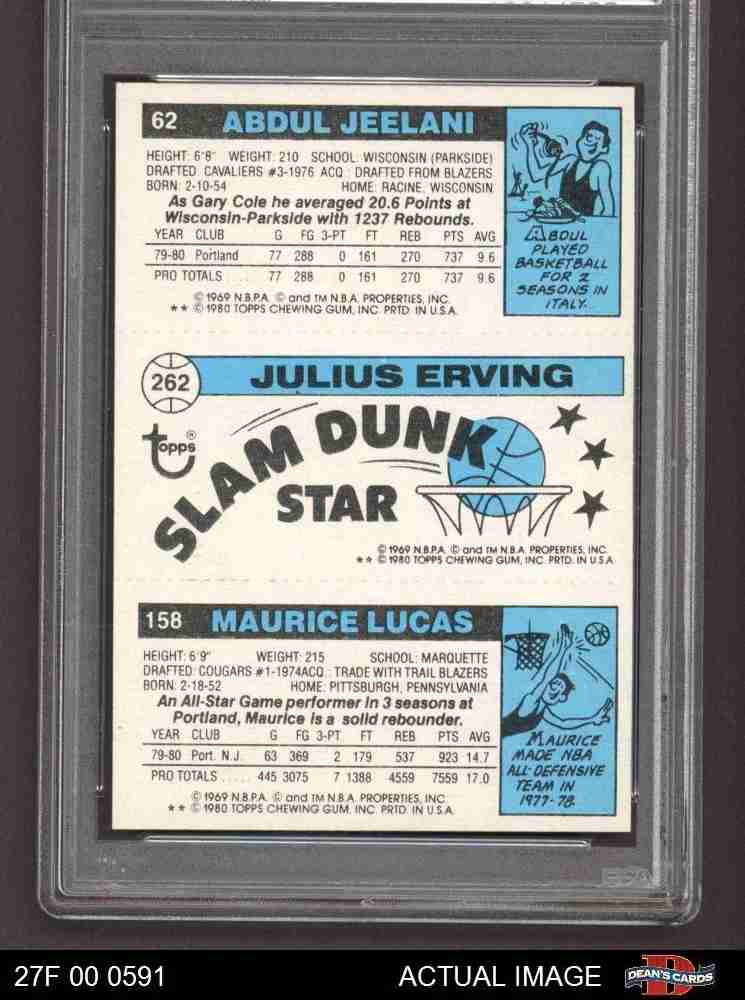 62 ABDUL JEELANI
HEIGHT: 6'8" WEIGHT: 210 SCHOOL: WISCONSIN (PARKSIDE)
DRAFTED: CAVALIERS #3-1976 ACQ.: DRAFTED FROM BLAZERS
BORN: 2-10-54 HOME: RACINE, WISCONSIN
As Gary Cole he averaged 20.6 Points at
Wisconsin-Parkside with 1237 Rebounds.
YEAR CLUB G FG 3-PT FT REB PTS AVG
79-80 Portland 77 288 0 161 270 737 9.6
PRO TOTALS .... 77 288 0 161 270 737 9.6
© 1969 N.B.P.A. © and TM N.B.A. PROPERTIES, INC.
** © 1980 TOPPS CHEWING GUM, INC. PRTD. IN U.S.A.
ABDUL
PLAYED
BASKETBALL
FOR 2
SEASONS IN
ITALY.
262 JULIUS ERVING
topps®
SLAM DUNK
STAR
© 1969 N.B.P.A. © and TM N.B.A. PROPERTIES, INC.
** © 1980 TOPPS CHEWING GUM, INC. PRTD. IN U.S.A.
158 MAURICE LUCAS
HEIGHT: 6'9" WEIGHT: 215 SCHOOL: MARQUETTE
DRAFTED: COUGARS #1-1974 ACQ.: TRADE WITH TRAIL BLAZERS
BORN: 2-18-52 HOME: PITTSBURGH, PENNSYLVANIA
An All-Star Game performer in 3 seasons at
Portland, Maurice is a solid rebounder.
YEAR CLUB G FG 3-PT FT REB PTS AVG
79-80 Port. N.J. 63 369 2 179 537 923 14.7
PRO TOTALS ..... 445 3075 7 1388 4559 7559 17.0
© 1969 N.B.P.A. © and TM N.B.A. PROPERTIES, INC.
** © 1980 TOPPS CHEWING GUM, INC. PRTD. IN U.S.A.
MAURICE
MADE NBA
ALL-DEFENSIVE
TEAM IN
1977-78.
27F 00 0591 ACTUAL IMAGE DEAN'S CARDS